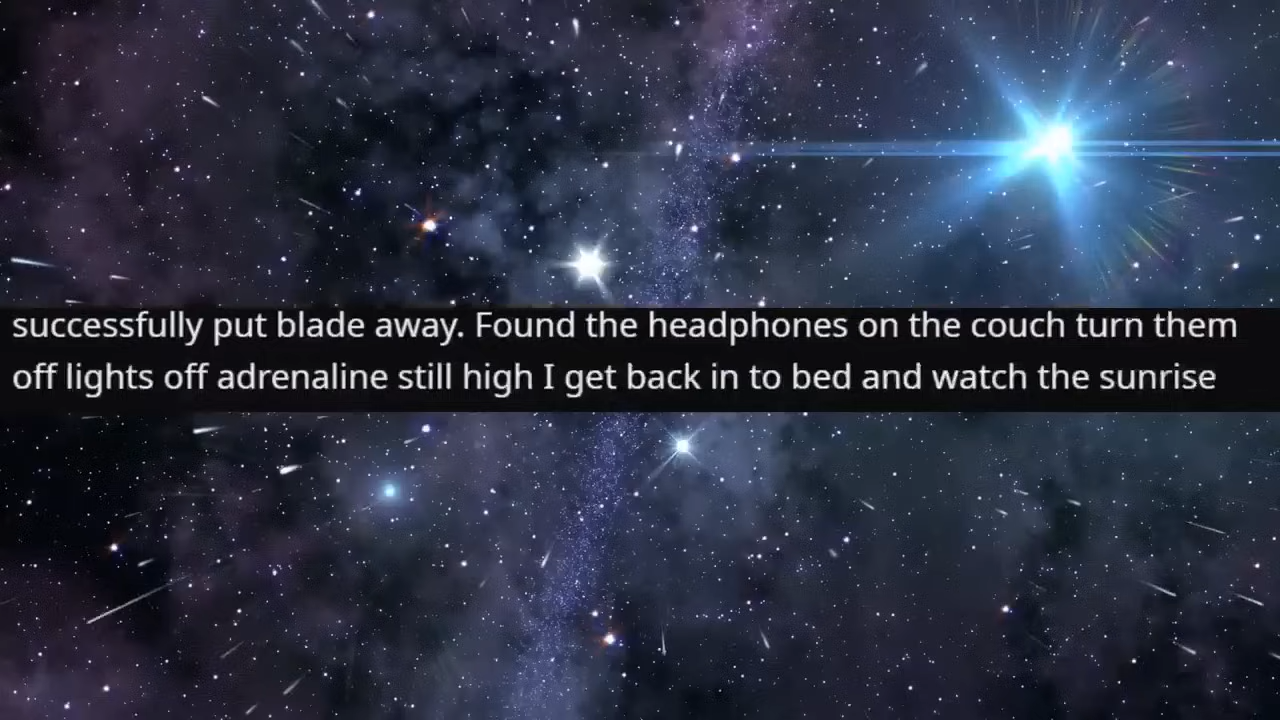 successfully put blade away. Found the headphones on the couch turn them
off lights off adrenaline still high I get back in to bed and watch the sunrise